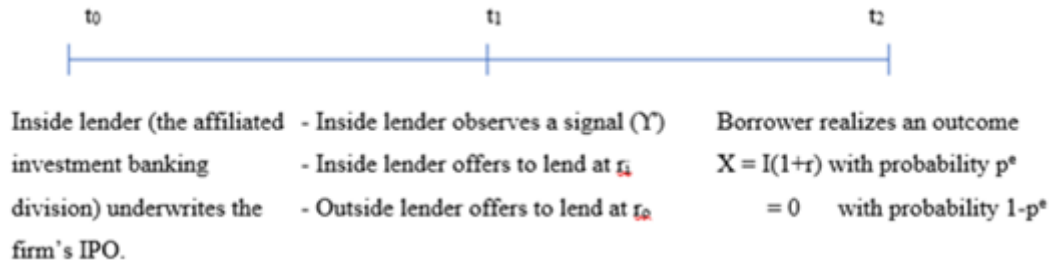 t0 t1 t2
Inside lender (the affiliated - Inside lender observes a signal (Υ) Borrower realizes an outcome
investment banking - Inside lender offers to lend at ri X = I(1+r) with probability pᵉ
division) underwrites the - Outside lender offers to lend at ro = 0 with probability 1-pᵉ
firm's IPO.